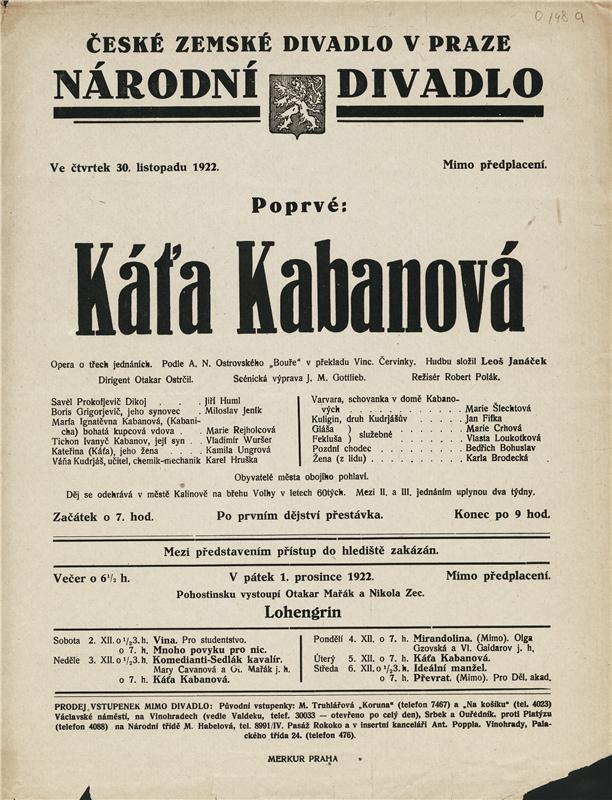 0148a
ČESKÉ ZEMSKÉ DIVADLO V PRAZE
NÁRODNÍ DIVADLO
Ve čtvrtek 30. listopadu 1922.
Mimo předplacení.
Poprvé:
Káťa Kabanová
Opera o třech jednáních. Podle A. N. Ostrovského „Bouře" v překladu Vinc. Červinky. Hudbu složil Leoš Janáček
Dirigent Otakar Ostrčil. Scénická výprava J. M. Gottlieb. Režisér Robert Polák.
Savěl Prokofjevič Dikoj . . . Jiří Huml
Boris Grigorjevič, jeho synovec . Miloslav Jeník
Marfa Ignatěvna Kabanová, (Kabani-
cha) bohatá kupcová vdova . . Marie Rejholcová
Tichon Ivanyč Kabanov, její syn . . Vladimír Wuršer
Kateřina (Káťa), jeho žena . . . . Kamila Ungrová
Váňa Kudrjáš, učitel, chemik-mechanik Karel Hruška
Varvara, schovanka v domě Kabano-
vých . . . . . . . . . . Marie Šlechtová
Kuligin, druh Kudrjášův . . . . Jan Fifka
Gláša } služebné . . . . . . Marie Crhová
Fekluša } . . . . . . Vlasta Loukotková
Pozdní chodec . . . . . . . Bedřich Bohuslav
Žena (z lidu) . . . . . . . . Karla Brodecká
Obyvatelé města obojího pohlaví.
Děj se odehrává v městě Kalinově na břehu Volhy v letech 60tých. Mezi II. a III. jednáním uplynou dva týdny.
Začátek o 7. hod. Po prvním dějství přestávka. Konec po 9 hod.
Mezi představením přístup do hlediště zakázán.
Večer o 6½ h. V pátek 1. prosince 1922. Mimo předplacení.
Pohostinsku vystoupí Otakar Mařák a Nikola Zec.
Lohengrin
Sobota 2. XII. o ½3. h. Vina. Pro studentstvo.
o 7. h. Mnoho povyku pro nic.
Neděle 3. XII. o ½3. h. Komedianti-Sedlák kavalír.
Mary Cavanová a Ot. Mařák j. h.
o 7. h. Káťa Kabanová.
Pondělí 4. XII. o 7. h. Mirandolina. (Mimo). Olga
Gzovská a Vl. Gaidarov j. h,
Úterý 5. XII. o 7. h. Káťa Kabanová.
Středa 6. XII. o ½3. h. Ideální manžel.
o 7. h. Převrat. (Mimo). Pro Děl. akad.
PRODEJ VSTUPENEK MIMO DIVADLO: Původní vstupenky: M. Truhlářová „Koruna" (telefon 7467) a „Na košíku" (tel. 4023)
Václavské náměstí, na Vinohradech (vedle Valdeku, telef. 30033 — otevřeno po celý den), Srbek a Ouředník. proti Platýzu
(telefon 4088) na Národní třídě M. Habelová, tel. 8991/IV. Pasáž Rokoko a v insertní kanceláři Ant. Poppla. Vinohrady, Pala-
ckého třída 24. (telefon 476).
MERKUR PRAHA